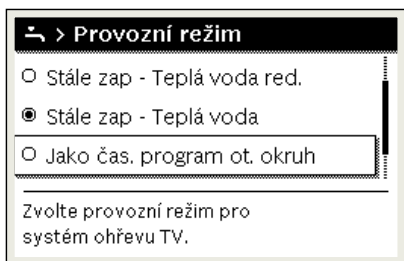 > Provozní režim
Stále zap - Teplá voda red.
Stále zap - Teplá voda
Jako čas. program ot. okruh
Zvolte provozní režim pro
systém ohřevu TV.